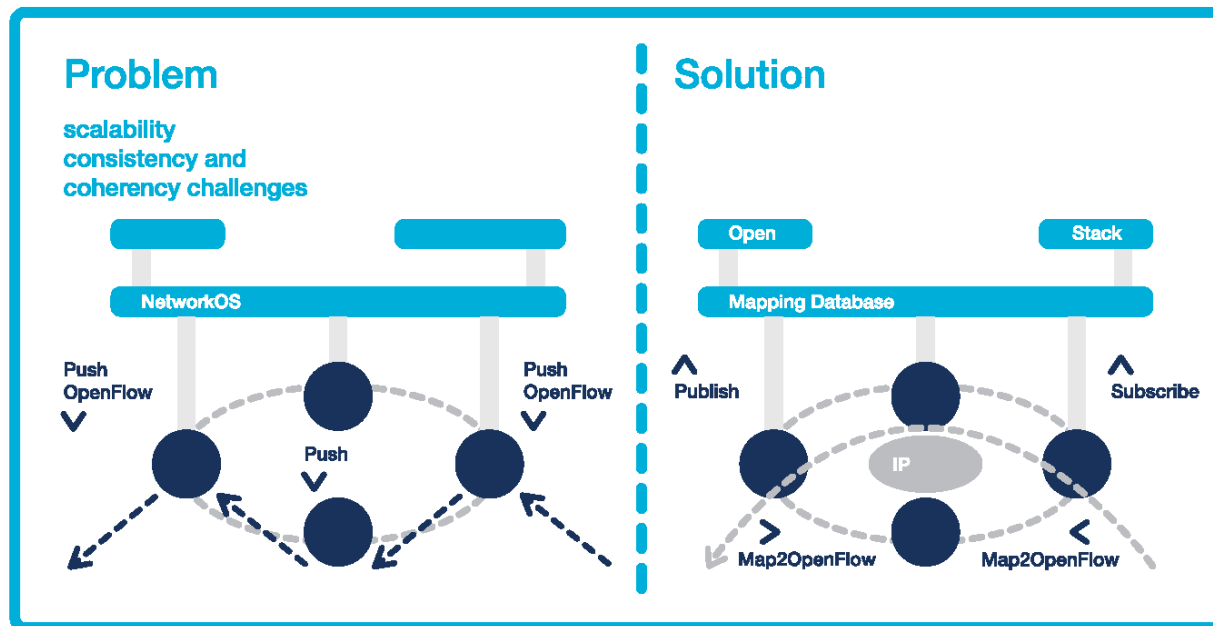 Problem
scalability
consistency and
coherency challenges
NetworkOS
Push
OpenFlow
Push
OpenFlow
Push
Solution
Open
Stack
Mapping Database
Publish
Subscribe
IP
Map2OpenFlow
Map2OpenFlow